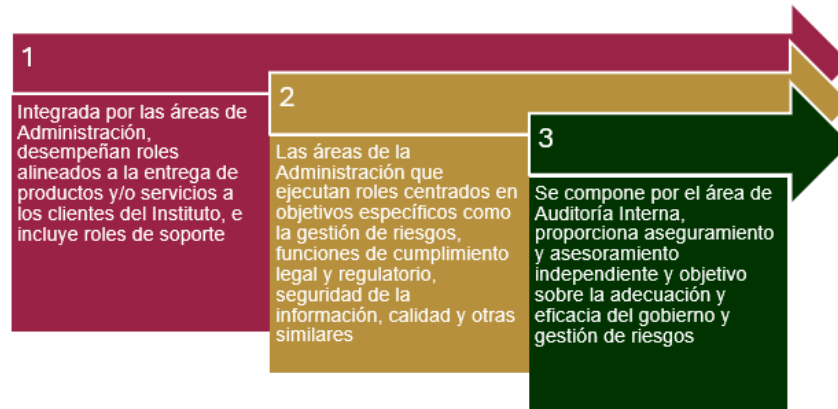 1
Integrada por las áreas de
Administración,
desempeñan roles
alineados a la entrega de
productos y/o servicios a
los clientes del Instituto, e
incluye roles de soporte
2
Las áreas de la
Administración que
ejecutan roles centrados en
objetivos específicos como
la gestión de riesgos,
funciones de cumplimiento
legal y regulatorio,
seguridad de la
información, calidad y otras
similares
3
Se compone por el área de
Auditoría Interna,
proporciona aseguramiento
y asesoramiento
independiente y objetivo
sobre la adecuación y
eficacia del gobierno y
gestión de riesgos